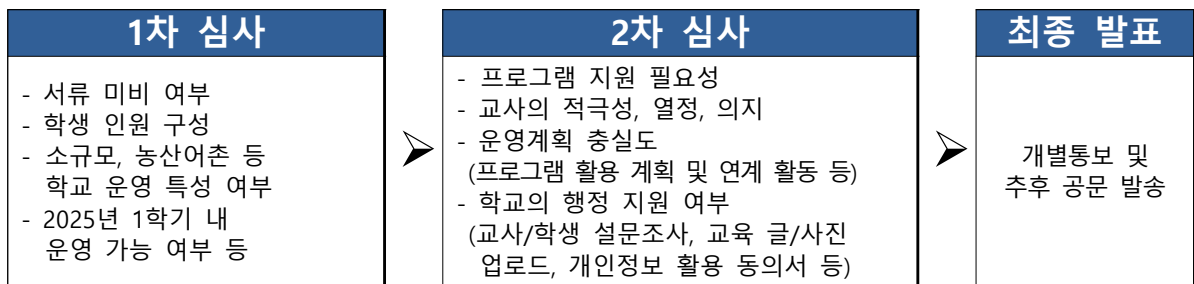 1차 심사
- 서류 미비 여부
- 학생 인원 구성
- 소규모, 농산어촌 등
학교 운영 특성 여부
- 2025년 1학기 내
운영 가능 여부 등
2차 심사
- 프로그램 지원 필요성
- 교사의 적극성, 열정, 의지
- 운영계획 충실도
(프로그램 활용 계획 및 연계 활동 등)
- 학교의 행정 지원 여부
(교사/학생 설문조사, 교육 글/사진
업로드, 개인정보 활용 동의서 등)
최종 발표
개별통보 및
추후 공문 발송